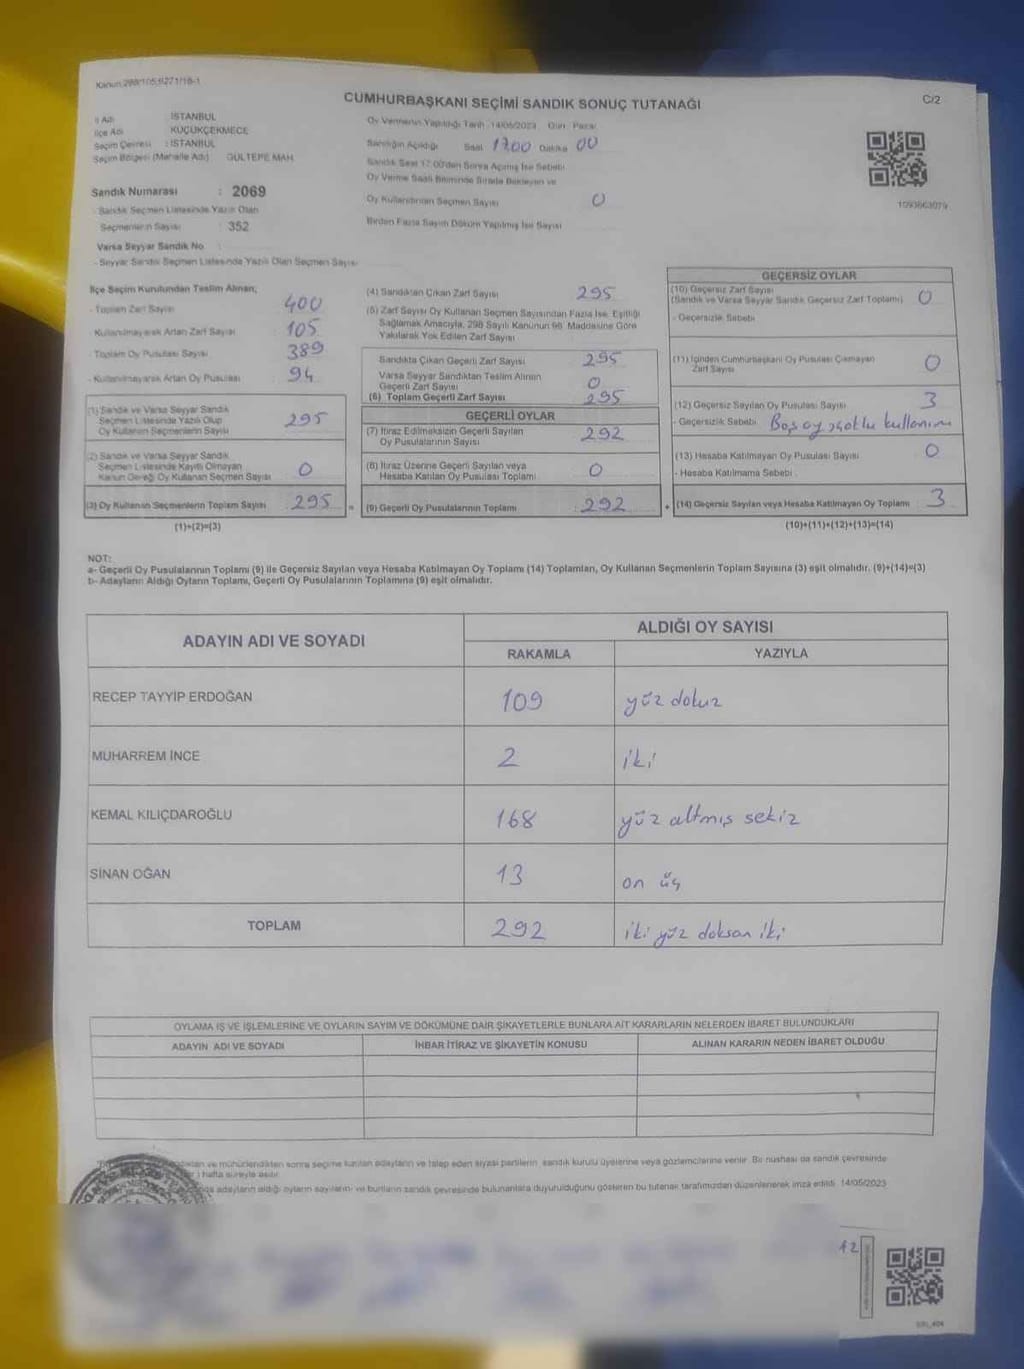 Kanun:298/105,6271/18-1
C/2
CUMHURBAŞKANI SEÇİMİ SANDIK SONUÇ TUTANAĞI
İl Adı : İSTANBUL
İlçe Adı : KÜÇÜKÇEKMECE
Seçim Çevresi : İSTANBUL
Seçim Bölgesi (Mahalle Adı) : GÜLTEPE MAH.
Sandık Numarası : 2069
- Sandık Seçmen Listesinde Yazılı Olan
Seçmenlerin Sayısı : 352
Varsa Seyyar Sandık No :
- Seyyar Sandık Seçmen Listesinde Yazılı Olan Seçmen Sayısı
Oy Vermenin Yapıldığı Tarih : 14/05/2023 Gün : Pazar
Sandığın Açıldığı Saat 17.00 Dakika 00
Sandık Saat 17.00'den Sonra Açılmış İse Sebebi
Oy Verme Saati Bitiminde Sırada Bekleyen ve
Oy Kullandırılan Seçmen Sayısı 0
Birden Fazla Sayım Döküm Yapılmış İse Sayısı
1093663079
İlçe Seçim Kurulundan Teslim Alınan;
- Toplam Zarf Sayısı 400
- Kullanılmayarak Artan Zarf Sayısı 105
- Toplam Oy Pusulası Sayısı 389
- Kullanılmayarak Artan Oy Pusulası 94
(1) Sandık ve Varsa Seyyar Sandık
Seçmen Listesinde Yazılı Olup
Oy Kullanan Seçmenlerin Sayısı 295
(2) Sandık ve Varsa Seyyar Sandık
Seçmen Listesinde Kayıtlı Olmayan
Kanun Gereği Oy Kullanan Seçmen Sayısı 0
(3) Oy Kullanan Seçmenlerin Toplam Sayısı 295 =
(1)+(2)=(3)
(4) Sandıktan Çıkan Zarf Sayısı 295
(5) Zarf Sayısı Oy Kullanan Seçmen Sayısından Fazla İse, Eşitliği
Sağlamak Amacıyla, 298 Sayılı Kanunun 98. Maddesine Göre
Yakılarak Yok Edilen Zarf Sayısı
Sandıkta Çıkan Geçerli Zarf Sayısı 295
Varsa Seyyar Sandıktan Teslim Alınan
Geçerli Zarf Sayısı 0
(6) Toplam Geçerli Zarf Sayısı 295
GEÇERLİ OYLAR
(7) İtiraz Edilmeksizin Geçerli Sayılan
Oy Pusulalarının Sayısı 292
(8) İtiraz Üzerine Geçerli Sayılan veya
Hesaba Katılan Oy Pusulası Toplamı 0
(9) Geçerli Oy Pusulalarının Toplamı : 292 +
GEÇERSİZ OYLAR
(10) Geçersiz Zarf Sayısı
(Sandık ve Varsa Seyyar Sandık Geçersiz Zarf Toplamı) 0
- Geçersizlik Sebebi
(11) İçinden Cumhurbaşkanı Oy Pusulası Çıkmayan
Zarf Sayısı 0
(12) Geçersiz Sayılan Oy Pusulası Sayısı 3
- Geçersizlik Sebebi : Boş oy, çoklu kullanım
(13) Hesaba Katılmayan Oy Pusulası Sayısı 0
- Hesaba Katılmama Sebebi :
(14) Geçersiz Sayılan veya Hesaba Katılmayan Oy Toplamı 3
(10)+(11)+(12)+(13)=(14)
NOT:
a- Geçerli Oy Pusulalarının Toplamı (9) ile Geçersiz Sayılan veya Hesaba Katılmayan Oy Toplamı (14) Toplamları, Oy Kullanan Seçmenlerin Toplam Sayısına (3) eşit olmalıdır. (9)+(14)=(3)
b- Adayların Aldığı Oyların Toplamı, Geçerli Oy Pusulalarının Toplamına (9) eşit olmalıdır.
ADAYIN ADI VE SOYADI
ALDIĞI OY SAYISI
RAKAMLA YAZIYLA
RECEP TAYYİP ERDOĞAN 109 yüz dokuz
MUHARREM İNCE 2 iki
KEMAL KILIÇDAROĞLU 168 yüz altmış sekiz
SİNAN OĞAN 13 on üç
TOPLAM 292 iki yüz doksan iki
OYLAMA İŞ VE İŞLEMLERİNE VE OYLARIN SAYIM VE DÖKÜMÜNE DAİR ŞİKAYETLERLE BUNLARA AİT KARARLARIN NELERDEN İBARET BULUNDUKLARI
ADAYIN ADI VE SOYADI İHBAR İTİRAZ VE ŞİKAYETİN KONUSU ALINAN KARARIN NEDEN İBARET OLDUĞU
ve mühürlendikten sonra seçime katılan adayların ve talep eden siyasi partilerin sandık kurulu üyelerine veya gözlemcilerine verilir. Bir nüshası da sandık çevresinde
1 hafta süreyle asılır.
adayların aldığı oyların sayılarını ve bunların sandık çevresinde bulunanlara duyurulduğunu gösteren bu tutanak tarafımızdan düzenlenerek imza edildi. 14/05/2023
A2